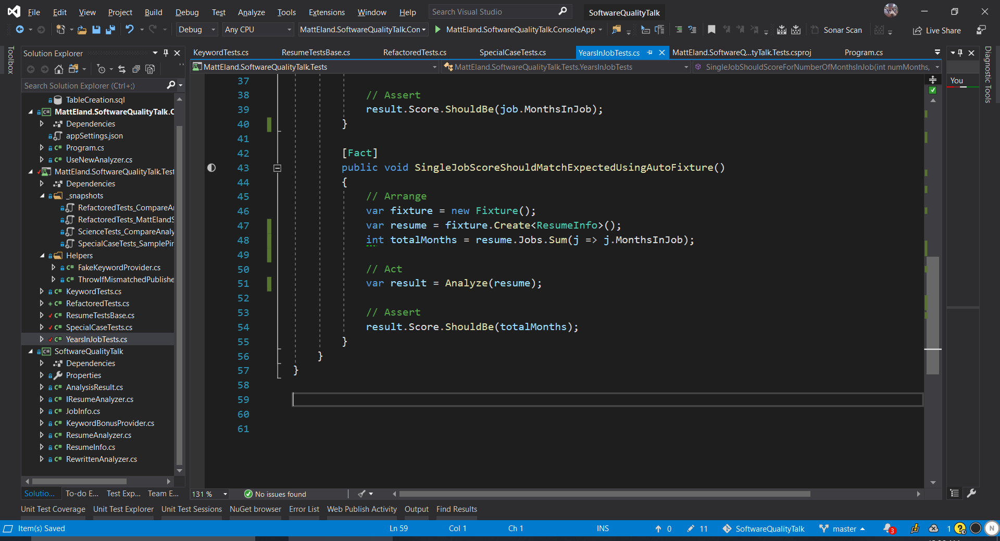 File Edit View Project Build Debug Test Analyze Tools Extensions Window Help Search Visual Studio SoftwareQualityTalk
Debug Any CPU MattEland.SoftwareQualityTalk.Con MattEland.SoftwareQualityTalk.ConsoleApp Sonar Scan Live Share
Toolbox
Solution Explorer
Search Solution Explorer (Ctrl+;)
TableCreation.sql
C# MattEland.SoftwareQualityTalk.C
Dependencies
appSettings.json
C# Program.cs
C# UseNewAnalyzer.cs
MattEland.SoftwareQualityTalk.Test
Dependencies
_snapshots
RefactoredTests_CompareAr
RefactoredTests_MattElandS
ScienceTests_CompareAnaly
SpecialCaseTests_SamplePir
Helpers
C# FakeKeywordProvider.cs
C# ThrowIfMismatchedPublishe
C# KeywordTests.cs
+ C# RefactoredTests.cs
C# ResumeTestsBase.cs
C# SpecialCaseTests.cs
C# YearsInJobTests.cs
C# SoftwareQualityTalk
Dependencies
Properties
C# AnalysisResult.cs
C# IResumeAnalyzer.cs
C# JobInfo.cs
C# KeywordBonusProvider.cs
C# ResumeAnalyzer.cs
C# ResumeInfo.cs
C# RewrittenAnalyzer.cs
Solutio... To-do E... Test Exp... Team E...
KeywordTests.cs ResumeTestsBase.cs RefactoredTests.cs SpecialCaseTests.cs YearsInJobTests.cs MattEland.SoftwareQ...tyTalk.Tests.csproj Program.cs
MattEland.SoftwareQualityTalk.Tests MattEland.SoftwareQualityTalk.Tests.YearsInJobTests SingleJobShouldScoreForNumberOfMonthsInJob(int numMonths,
37
38 // Assert
39 result.Score.ShouldBe(job.MonthsInJob);
40 }
41
42 [Fact]
43 public void SingleJobScoreShouldMatchExpectedUsingAutoFixture()
44 {
45 // Arrange
46 var fixture = new Fixture();
47 var resume = fixture.Create<ResumeInfo>();
48 int totalMonths = resume.Jobs.Sum(j => j.MonthsInJob);
49
50 // Act
51 var result = Analyze(resume);
52
53 // Assert
54 result.Score.ShouldBe(totalMonths);
55 }
56 }
57 }
58
59
60
61
131 % No issues found
You
Diagnostic Tools
Unit Test Coverage Unit Test Explorer Unit Test Sessions NuGet browser Error List Web Publish Activity Output Find Results
Item(s) Saved Ln 59 Col 1 Ch 1 INS 0 11 SoftwareQualityTalk master 3 1 N